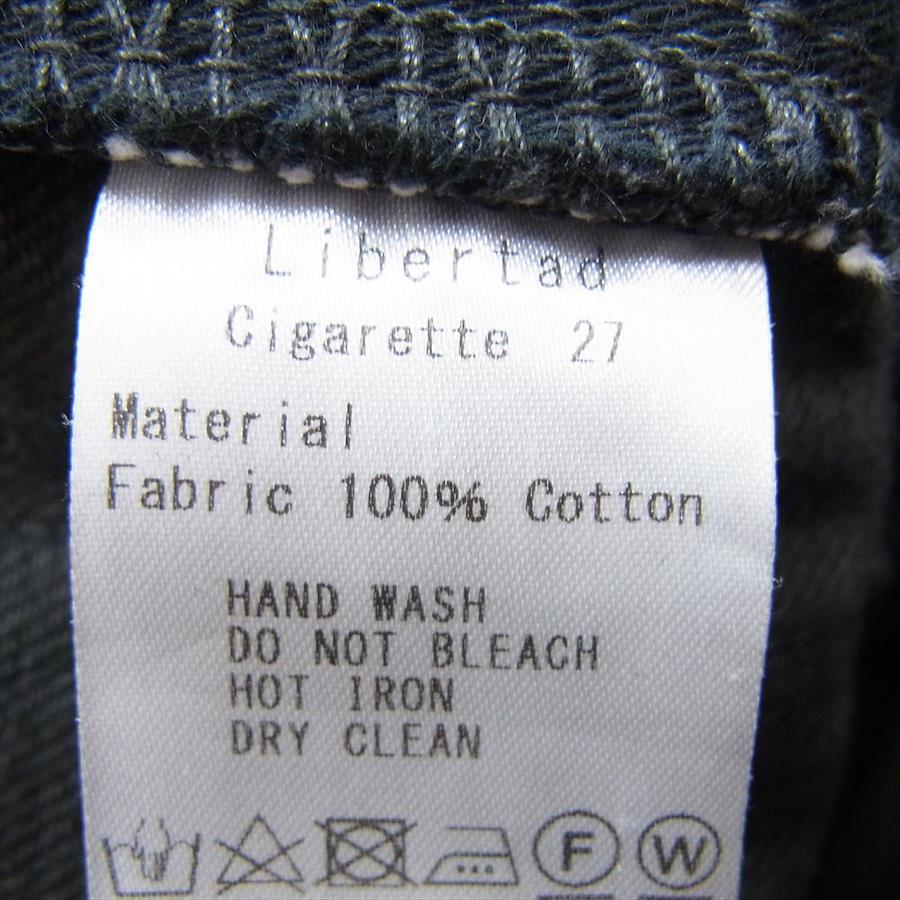 Libertad
Cigarette 27
Material
Fabric 100% Cotton
HAND WASH
DO NOT BLEACH
HOT IRON
DRY CLEAN
F W